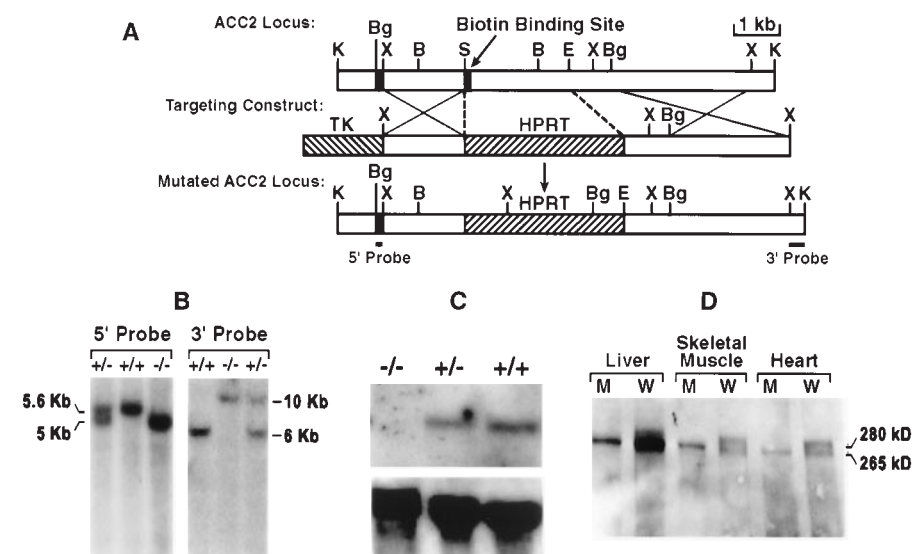 A
ACC2 Locus:
Biotin Binding Site
1 kb
Bg
K X B S B E X Bg X K
Targeting Construct:
TK X HPRT X Bg X
Mutated ACC2 Locus:
Bg
K X B X HPRT Bg E X Bg X K
5' Probe 3' Probe
B
5' Probe 3' Probe
+/- +/+ -/- +/+ -/- +/-
5.6 Kb
5 Kb
10 Kb
6 Kb
C
-/- +/- +/+
D
Liver Skeletal Muscle Heart
M W M W M W
280 kD
265 kD